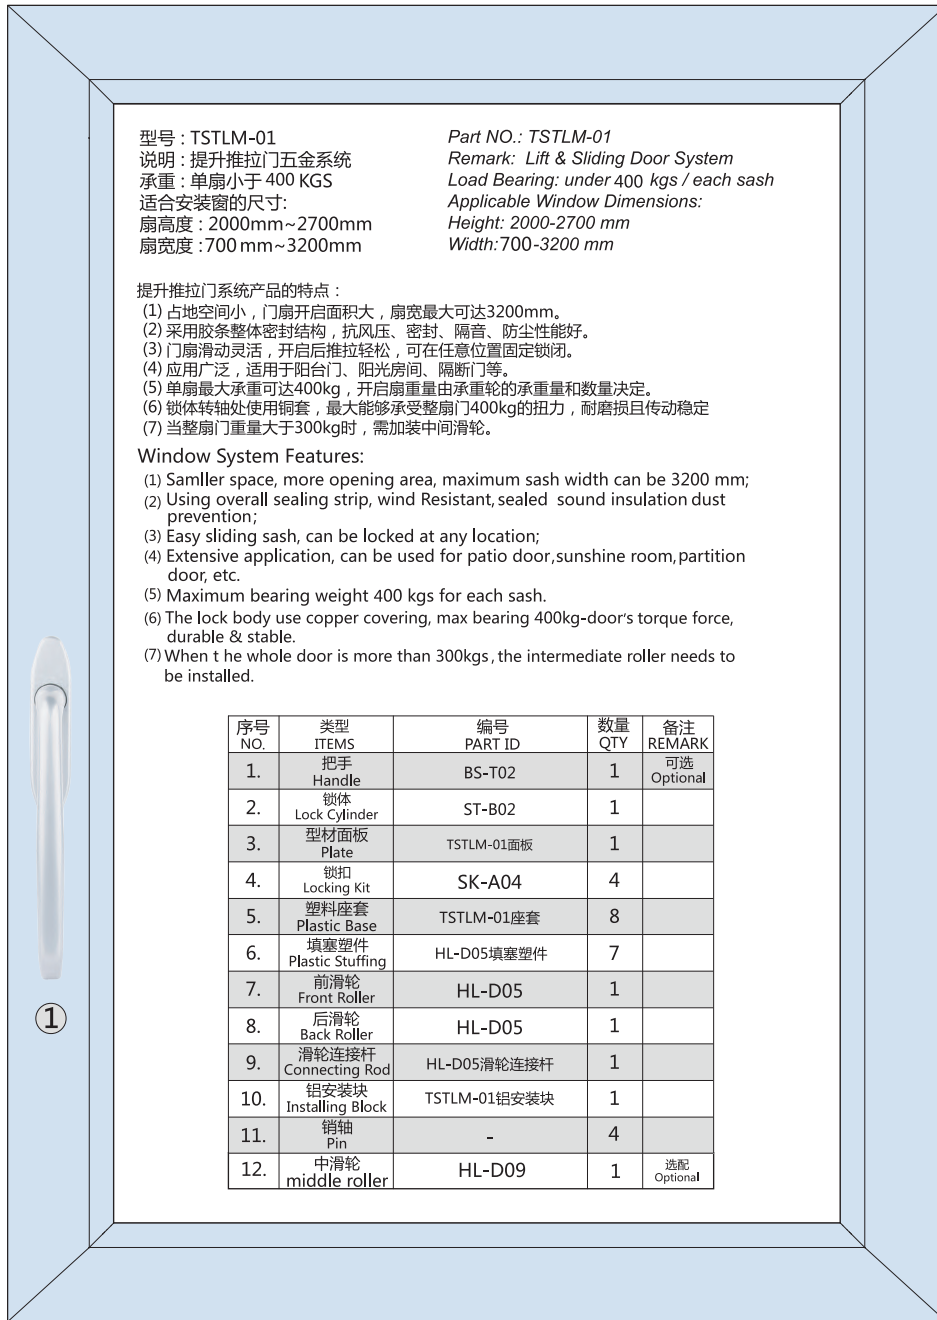 型号 : TSTLM-01
说明 : 提升推拉门五金系统
承重 : 单扇小于 400 KGS
适合安装窗的尺寸:
扇高度 : 2000mm~2700mm
扇宽度 : 700 mm~3200mm
Part NO.: TSTLM-01
Remark: Lift & Sliding Door System
Load Bearing: under 400 kgs / each sash
Applicable Window Dimensions:
Height: 2000-2700 mm
Width:700-3200 mm
提升推拉门系统产品的特点 :
(1) 占地空间小，门扇开启面积大，扇宽最大可达3200mm。
(2) 采用胶条整体密封结构，抗风压、密封、隔音、防尘性能好。
(3) 门扇滑动灵活，开启后推拉轻松，可在任意位置固定锁闭。
(4) 应用广泛，适用于阳台门、阳光房间、隔断门等。
(5) 单扇最大承重可达400kg，开启扇重量由承重轮的承重量和数量决定。
(6) 锁体转轴处使用铜套，最大能够承受整扇门400kg的扭力，耐磨损且传动稳定
(7) 当整扇门重量大于300kg时，需加装中间滑轮。
Window System Features:
(1) Samller space, more opening area, maximum sash width can be 3200 mm;
(2) Using overall sealing strip, wind Resistant, sealed sound insulation dust
prevention;
(3) Easy sliding sash, can be locked at any location;
(4) Extensive application, can be used for patio door,sunshine room,partition
door, etc.
(5) Maximum bearing weight 400 kgs for each sash.
(6) The lock body use copper covering, max bearing 400kg-door's torque force,
durable & stable.
(7) When t he whole door is more than 300kgs, the intermediate roller needs to
be installed.
序号 类型 编号 数量 备注
NO. ITEMS PART ID QTY REMARK
1. 把手 Handle BS-T02 1 可选 Optional
2. 锁体 Lock Cylinder ST-B02 1
3. 型材面板 Plate TSTLM-01面板 1
4. 锁扣 Locking Kit SK-A04 4
5. 塑料座套 Plastic Base TSTLM-01座套 8
6. 填塞塑件 Plastic Stuffing HL-D05填塞塑件 7
7. 前滑轮 Front Roller HL-D05 1
8. 后滑轮 Back Roller HL-D05 1
9. 滑轮连接杆 Connecting Rod HL-D05滑轮连接杆 1
10. 铝安装块 Installing Block TSTLM-01铝安装块 1
11. 销轴 Pin - 4
12. 中滑轮 middle roller HL-D09 1 选配 Optional
1